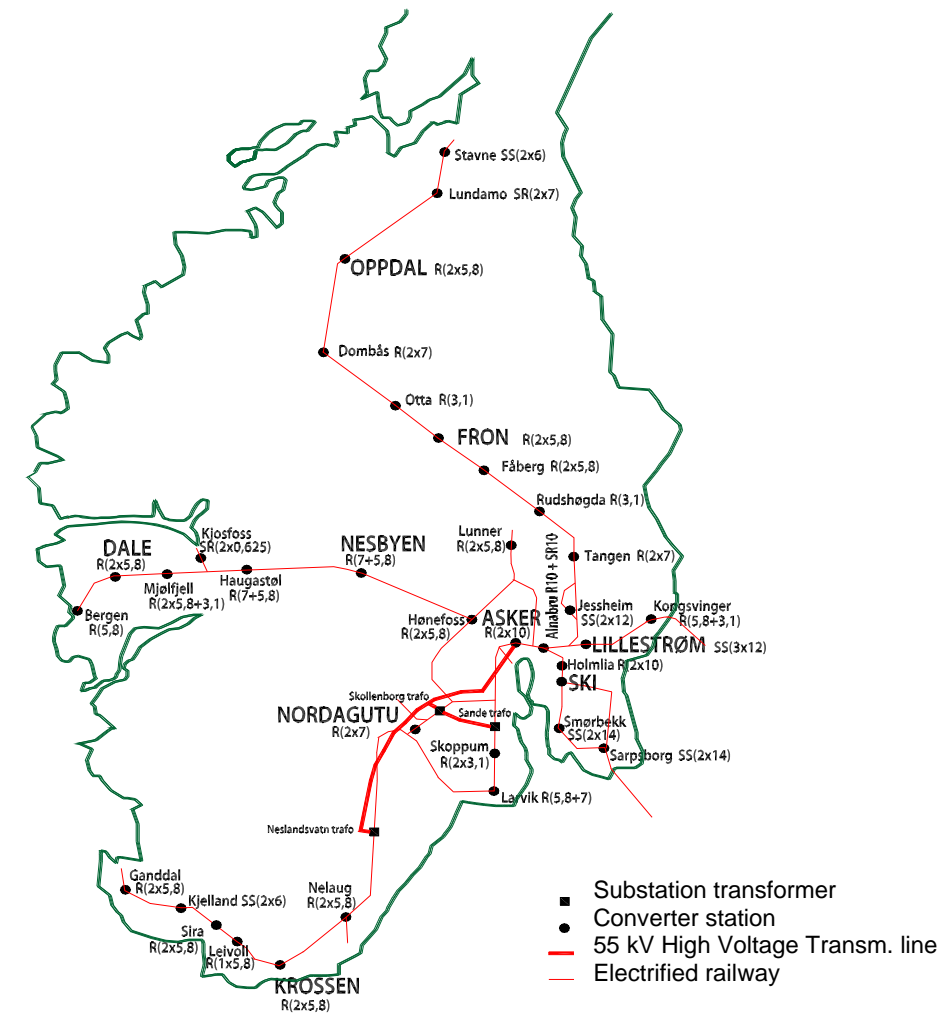 Stavne SS(2x6)
Lundamo SR(2x7)
OPPDAL R(2x5,8)
Dombås R(2x7)
Otta R(3,1)
FRON R(2x5,8)
Fåberg R(2x5,8)
Rudshøgda R(3,1)
Kjosfoss
SR(2x0,625)
Lunner
R(2x5,8)
Alnabru R10 + SR10
Tangen R(2x7)
DALE
R(2x5,8)
Mjølfjell
R(2x5,8+3,1)
Haugastøl
R(7+5,8)
NESBYEN
R(7+5,8)
Bergen
R(5,8)
Hønefoss
R(2x5,8)
ASKER
R(2x10)
Jessheim
SS(2x12)
Kongsvinger
R(5,8+3,1)
LILLESTRØM SS(3x12)
Holmlia R(2x10)
SKI
Skollenborg trafo
Sande trafo
NORDAGUTU
R(2x7)
Smørbekk
SS(2x14)
Sarpsborg SS(2x14)
Skoppum
R(2x3,1)
Larvik R(5,8+7)
Neslandsvatn trafo
Ganddal
R(2x5,8)
Kjelland SS(2x6)
Nelaug
R(2x5,8)
Sira
R(2x5,8)
Leivoll
R(1x5,8)
KROSSEN
R(2x5,8)
Substation transformer
Converter station
55 kV High Voltage Transm. line
Electrified railway